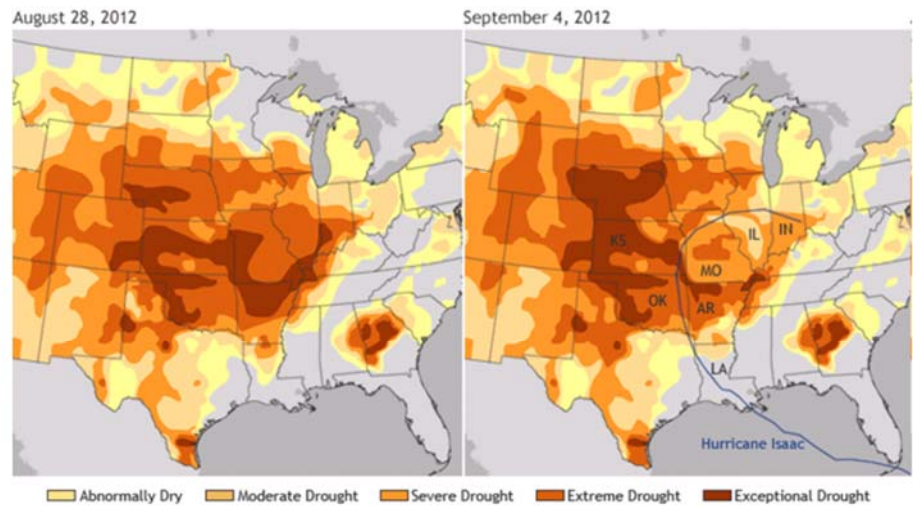 August 28, 2012
September 4, 2012
KS
IL
IN
MO
OK
AR
LA
Hurricane Isaac
Abnormally Dry
Moderate Drought
Severe Drought
Extreme Drought
Exceptional Drought